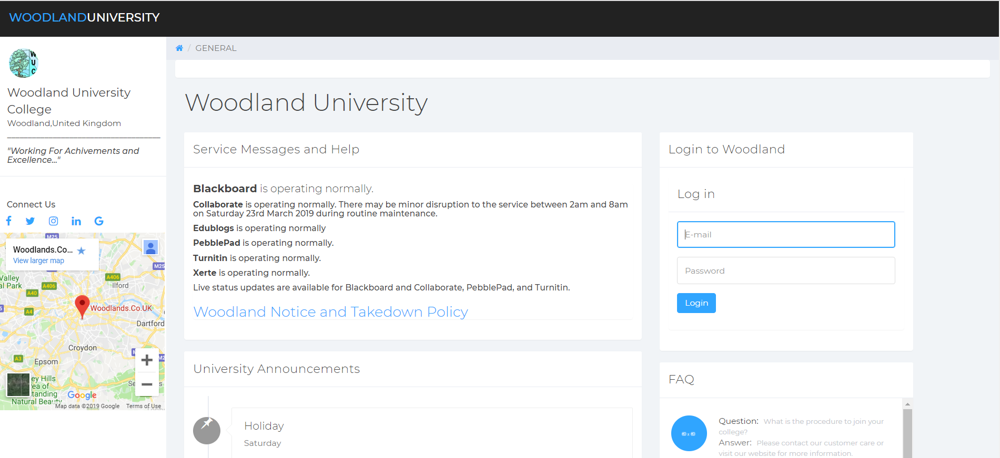 WOODLANDUNIVERSITY
W
U
C
Woodland University
College
Woodland,United Kingdom
"Working For Achivements and
Excellence..."
Connect Us
M25
Woodlands.Co...
View larger map
M25
Valley
al Park
A406
A406
Ilford
A40
A4
Woodlands.Co.UK
Dartford
Croydon
A3
Epsom
ey Hills
rea of
tanding
Natural Beauty
Google
Map data ©2019 Google
Terms of Use
/ GENERAL
Woodland University
Service Messages and Help
Blackboard is operating normally.
Collaborate is operating normally. There may be minor disruption to the service between 2am and 8am
on Saturday 23rd March 2019 during routine maintenance.
Edublogs is operating normally
PebblePad is operating normally.
Turnitin is operating normally.
Xerte is operating normally.
Live status updates are available for Blackboard and Collaborate, PebblePad, and Turnitin.
Woodland Notice and Takedown Policy
University Announcements
Holiday
Saturday
Login to Woodland
Log in
E-mail
Password
Login
FAQ
60 x 60
Question: What is the procedure to join your
college?
Answer: Please contact our customer care or
visit our website for more information.